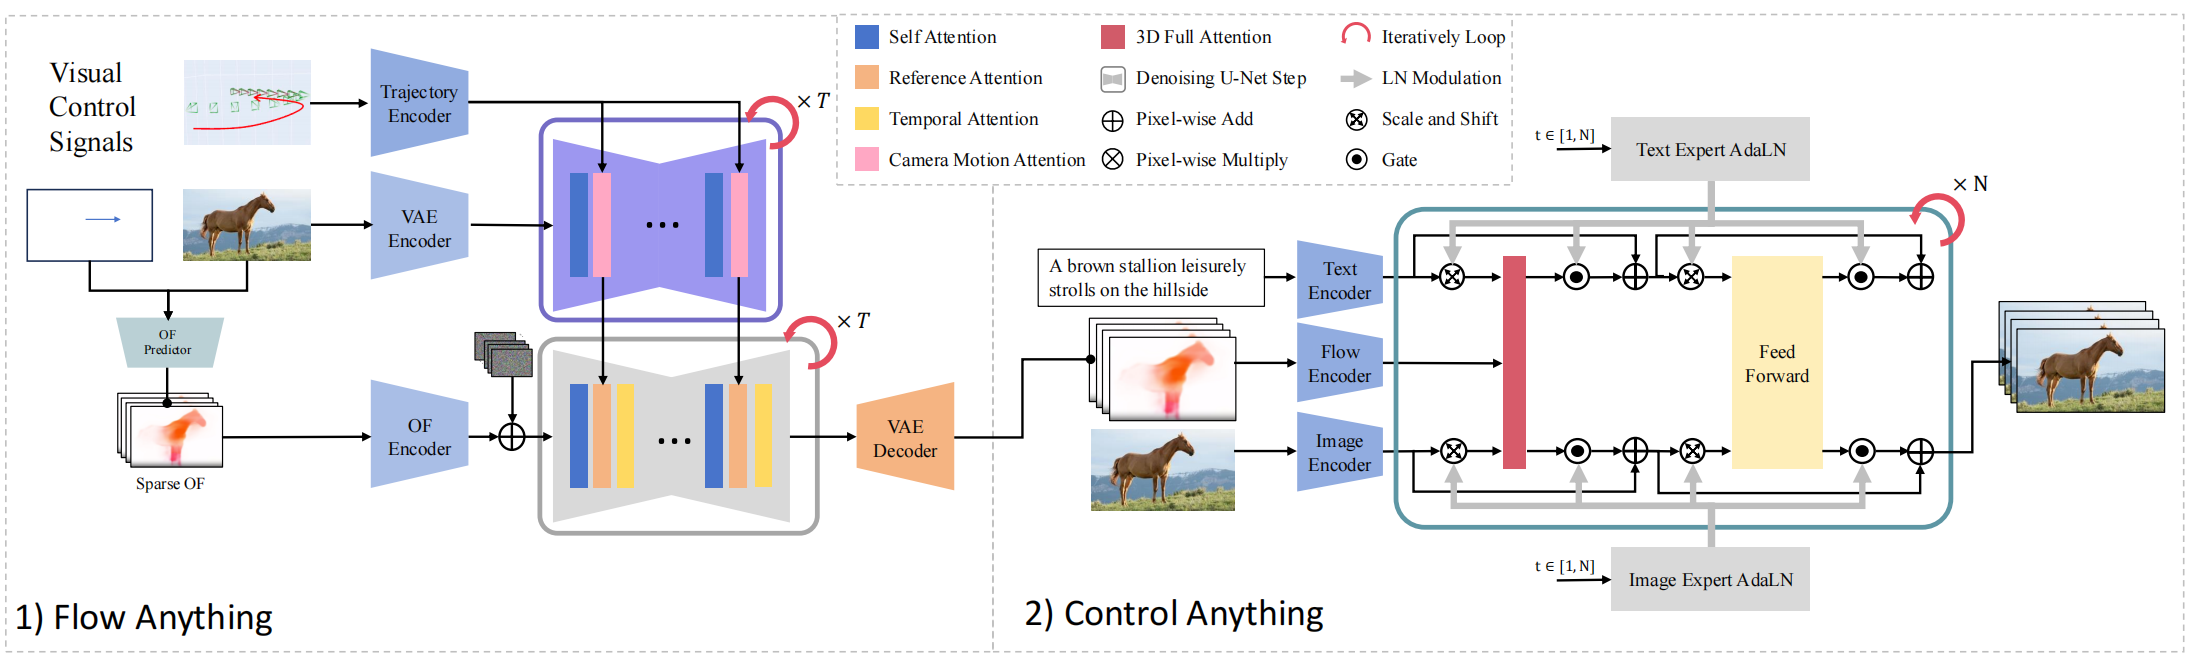 Visual
Control
Signals
Trajectory
Encoder
× T
VAE
Encoder
OF
Predictor
Sparse OF
OF
Encoder
× T
VAE
Decoder
1) Flow Anything
Self Attention
Reference Attention
Temporal Attention
Camera Motion Attention
3D Full Attention
Denoising U-Net Step
Pixel-wise Add
Pixel-wise Multiply
Iteratively Loop
LN Modulation
Scale and Shift
Gate
t ∈ [1, N]
Text Expert AdaLN
× N
A brown stallion leisurely
strolls on the hillside
Text
Encoder
Flow
Encoder
Image
Encoder
Feed
Forward
t ∈ [1, N]
Image Expert AdaLN
2) Control Anything